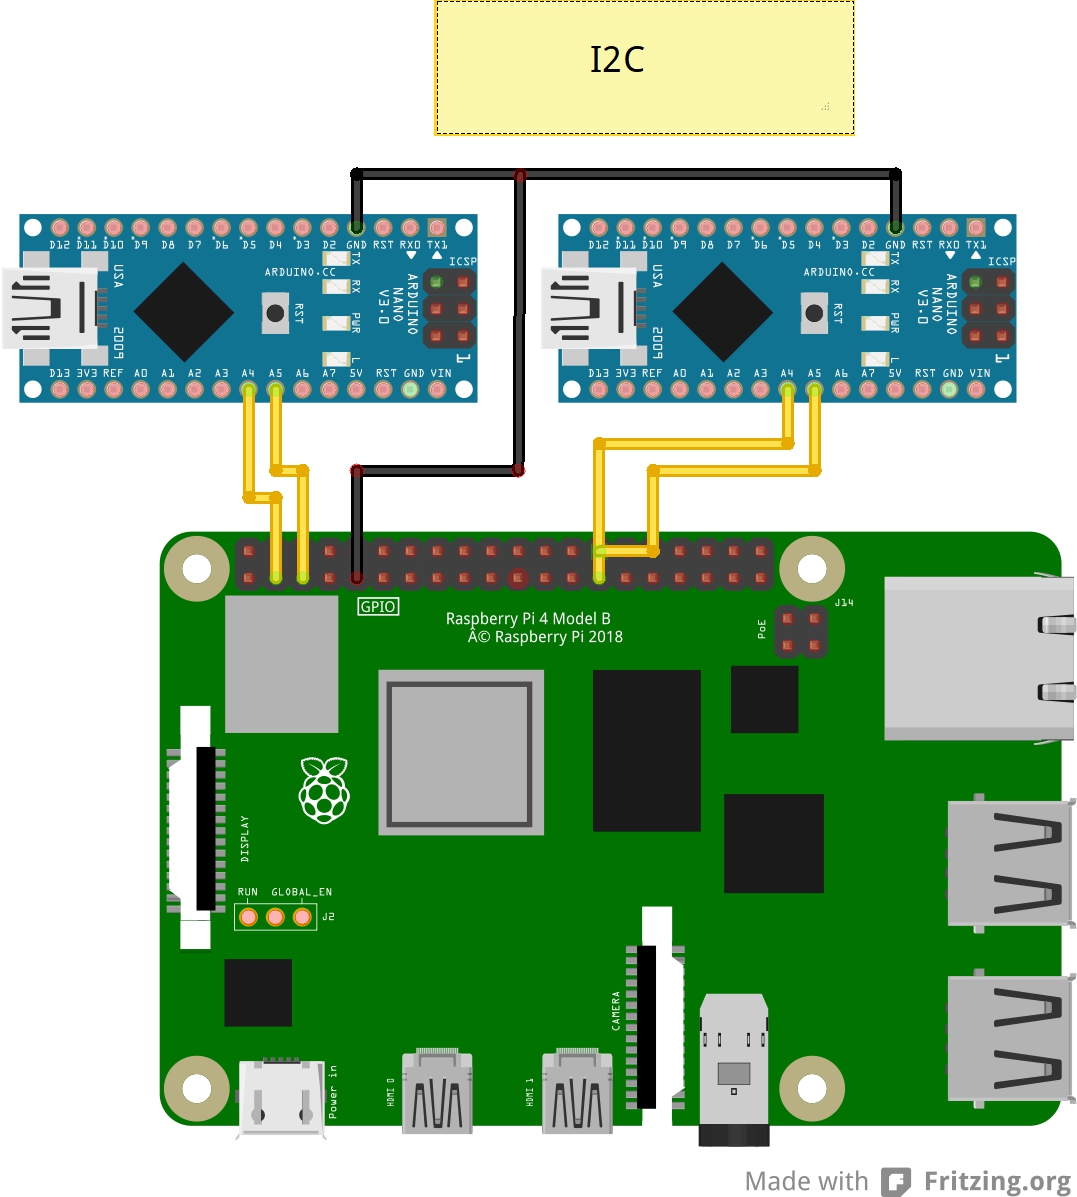 I2C
D12 D11 D10 D9 D8 D7 D6 D5 D4 D3 D2 GND RST RX0 TX1
TX
RX
PWR
L
ARDUINO.CC
RST
ARDUINO
NANO
V3.0
ICSP
1
USA
2009
D13 3V3 REF A0 A1 A2 A3 A4 A5 A6 A7 5V RST GND VIN
D12 D11 D10 D9 D8 D7 D6 D5 D4 D3 D2 GND RST RX0 TX1
TX
RX
PWR
L
ARDUINO.CC
RST
ARDUINO
NANO
V3.0
ICSP
1
USA
2009
D13 3V3 REF A0 A1 A2 A3 A4 A5 A6 A7 5V RST GND VIN
GPIO
Raspberry Pi 4 Model B
Â© Raspberry Pi 2018
PoE
J14
DISPLAY
RUN GLOBAL_EN
J2
CAMERA
Power in
HDMI 0
HDMI 1
Made with Fritzing.org